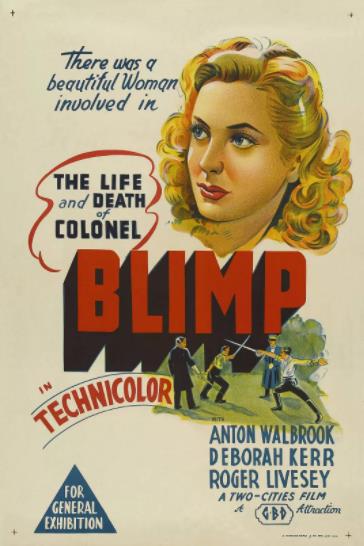 There was a
beautiful Woman
involved in
THE LIFE
and DEATH
of
COLONEL
BLIMP
IN
TECHNICOLOR
WITH
ANTON WALBROOK
DEBORAH KERR
ROGER LIVESEY
A TWO-CITIES FILM
A G.B.D Attraction
FOR
GENERAL
EXHIBITION